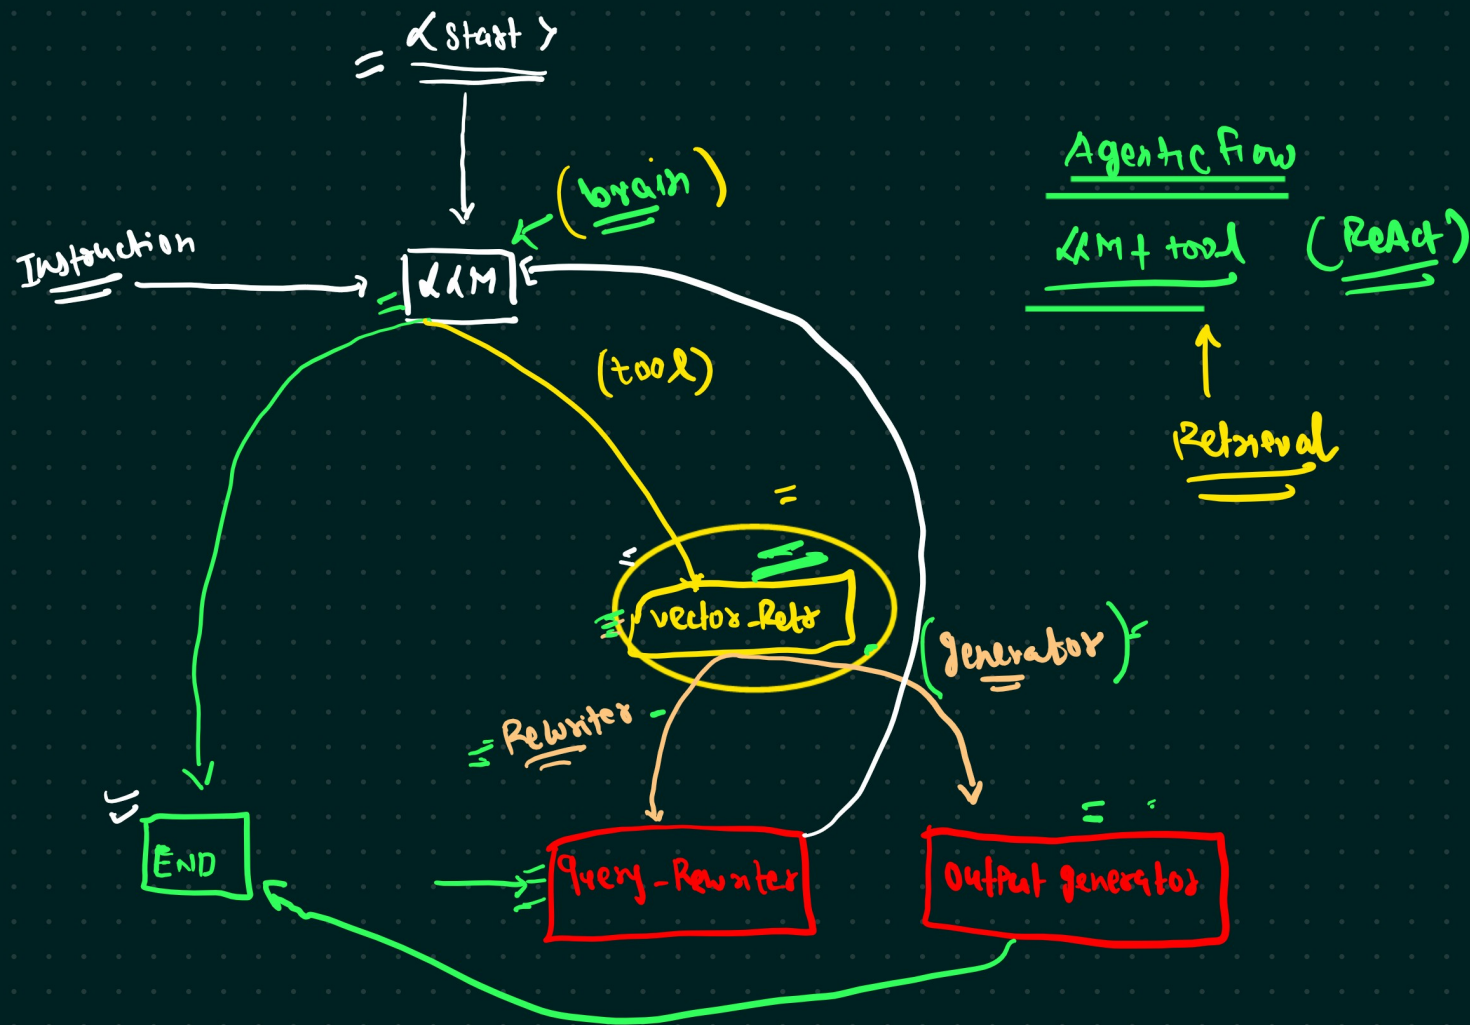 <start>
(brain)
Agentic flow
Instruction
LLM
LLM + tool (ReAct)
(tool)
Retrieval
vector_Retr
(generator)
Rewriter
END
Query_Rewriter
Output generator